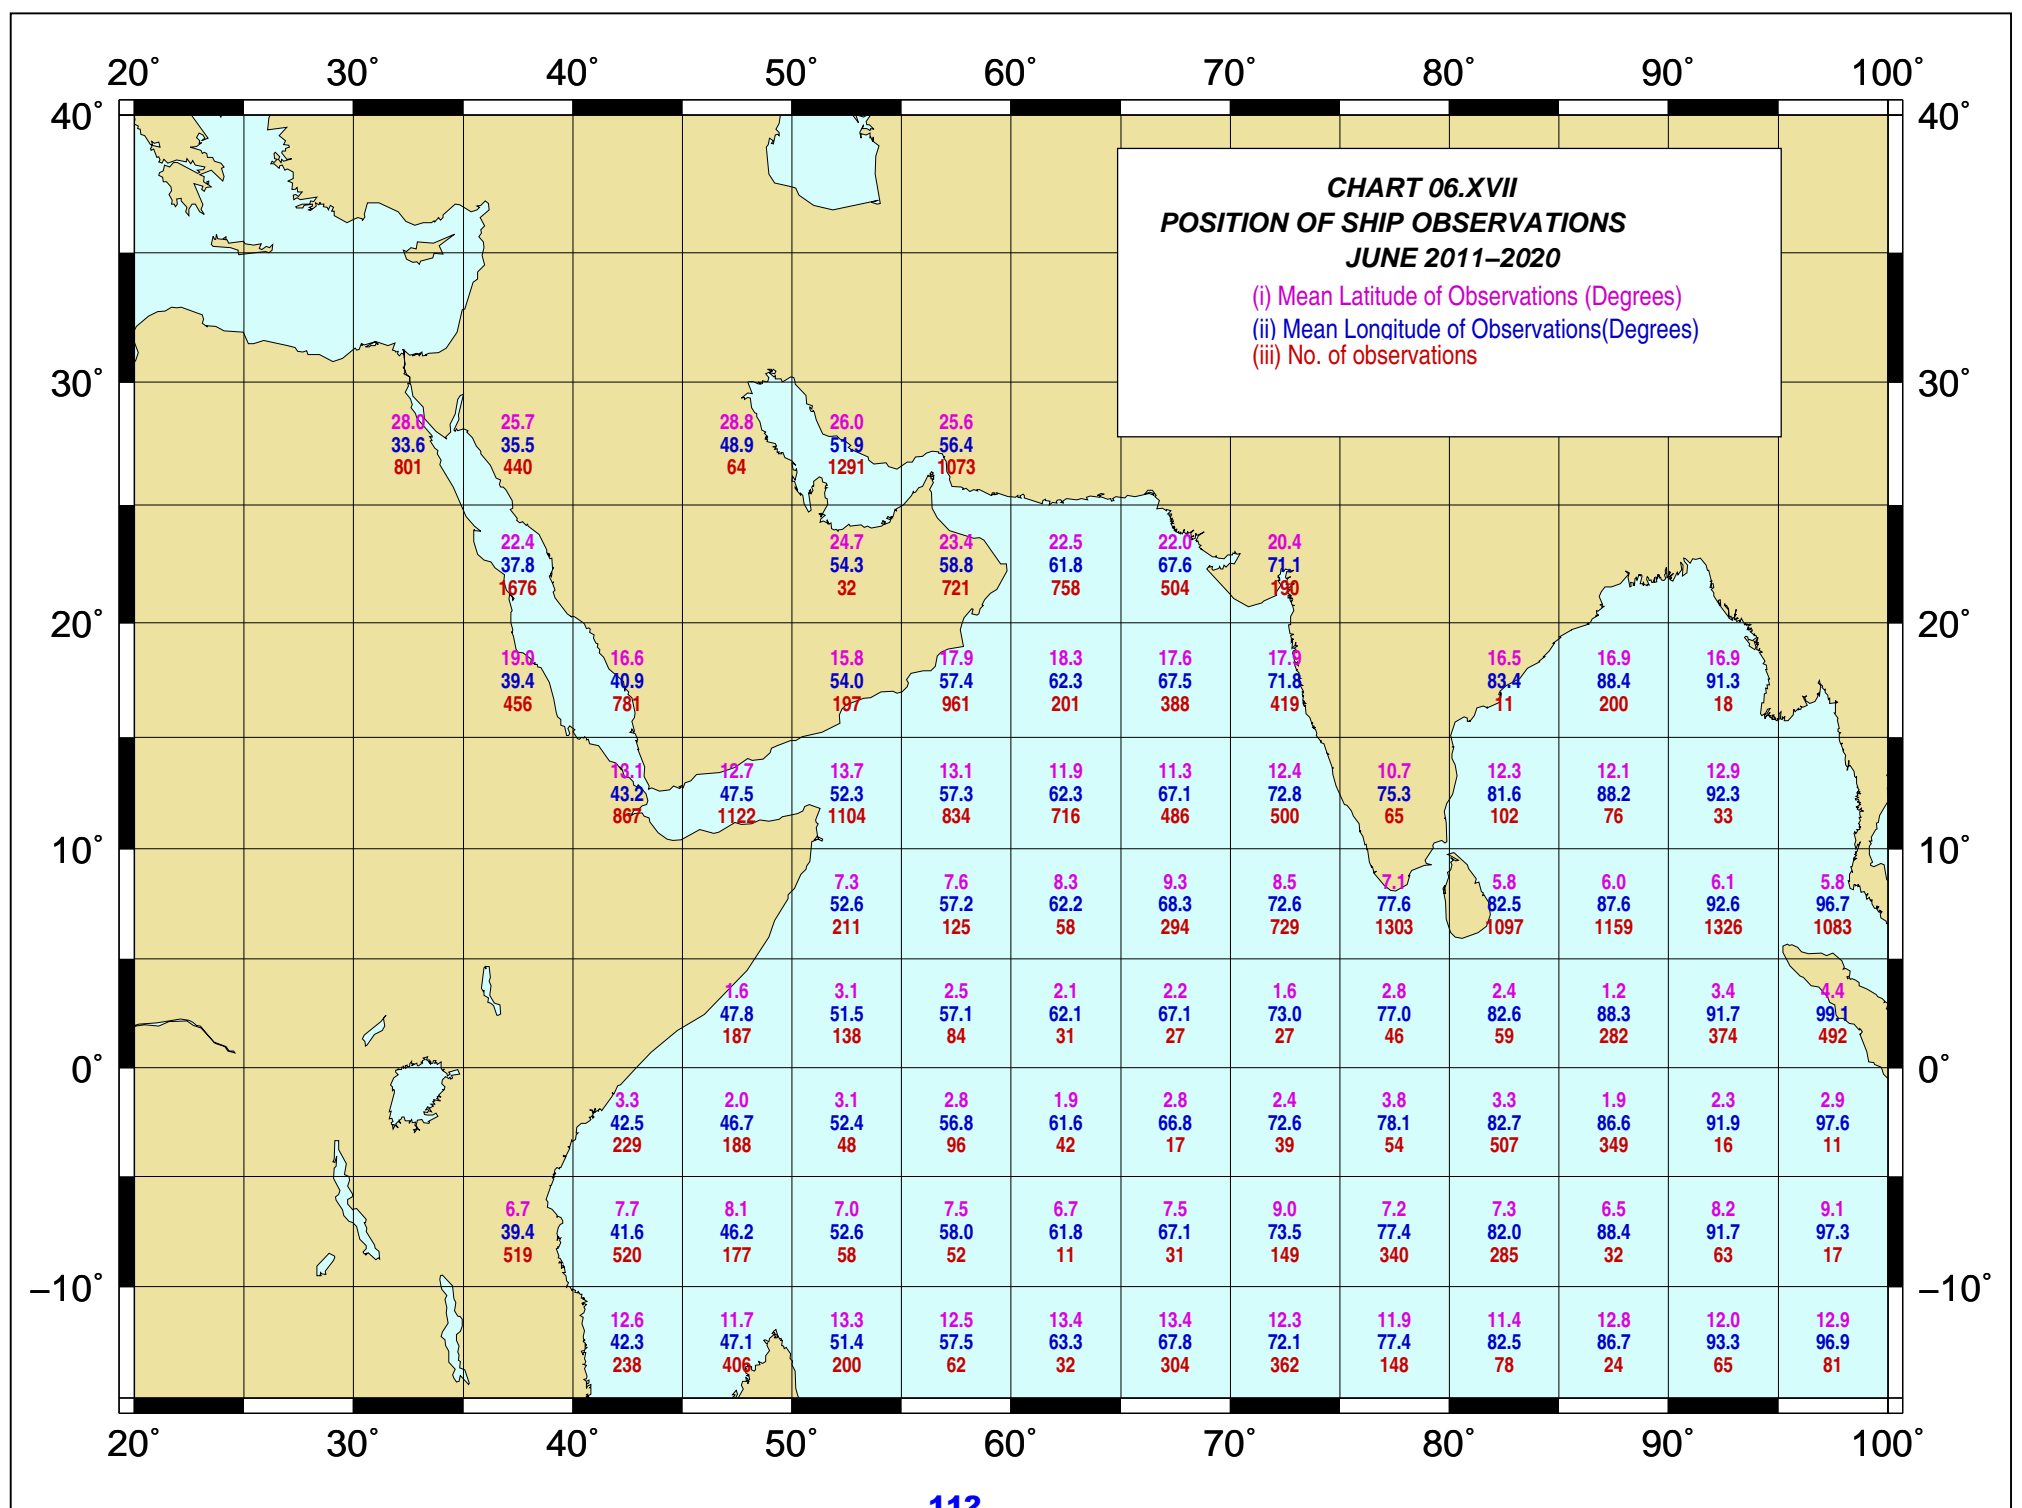 20° 30° 40° 50° 60° 70° 80° 90° 100°
40° 40°
CHART 06.XVII
POSITION OF SHIP OBSERVATIONS
JUNE 2011–2020
(i) Mean Latitude of Observations (Degrees)
(ii) Mean Longitude of Observations(Degrees)
(iii) No. of observations
30° 30°
28.0 25.7 28.8 26.0 25.6
33.6 35.5 48.9 51.9 56.4
801 440 64 1291 1073
22.4 24.7 23.4 22.5 22.0 20.4
37.8 54.3 58.8 61.8 67.6 71.1
1676 32 721 758 504 190
20° 20°
19.0 16.6 15.8 17.9 18.3 17.6 17.9 16.5 16.9 16.9
39.4 40.9 54.0 57.4 62.3 67.5 71.8 83.4 88.4 91.3
456 781 197 961 201 388 419 11 200 18
13.1 12.7 13.7 13.1 11.9 11.3 12.4 10.7 12.3 12.1 12.9
43.2 47.5 52.3 57.3 62.3 67.1 72.8 75.3 81.6 88.2 92.3
867 1122 1104 834 716 486 500 65 102 76 33
10° 10°
7.3 7.6 8.3 9.3 8.5 7.1 5.8 6.0 6.1 5.8
52.6 57.2 62.2 68.3 72.6 77.6 82.5 87.6 92.6 96.7
211 125 58 294 729 1303 1097 1159 1326 1083
1.6 3.1 2.5 2.1 2.2 1.6 2.8 2.4 1.2 3.4 4.4
47.8 51.5 57.1 62.1 67.1 73.0 77.0 82.6 88.3 91.7 99.1
187 138 84 31 27 27 46 59 282 374 492
0° 0°
3.3 2.0 3.1 2.8 1.9 2.8 2.4 3.8 3.3 1.9 2.3 2.9
42.5 46.7 52.4 56.8 61.6 66.8 72.6 78.1 82.7 86.6 91.9 97.6
229 188 48 96 42 17 39 54 507 349 16 11
6.7 7.7 8.1 7.0 7.5 6.7 7.5 9.0 7.2 7.3 6.5 8.2 9.1
39.4 41.6 46.2 52.6 58.0 61.8 67.1 73.5 77.4 82.0 88.4 91.7 97.3
519 520 177 58 52 11 31 149 340 285 32 63 17
–10° –10°
12.6 11.7 13.3 12.5 13.4 13.4 12.3 11.9 11.4 12.8 12.0 12.9
42.3 47.1 51.4 57.5 63.3 67.8 72.1 77.4 82.5 86.7 93.3 96.9
238 406 200 62 32 304 362 148 78 24 65 81
20° 30° 40° 50° 60° 70° 80° 90° 100°
112